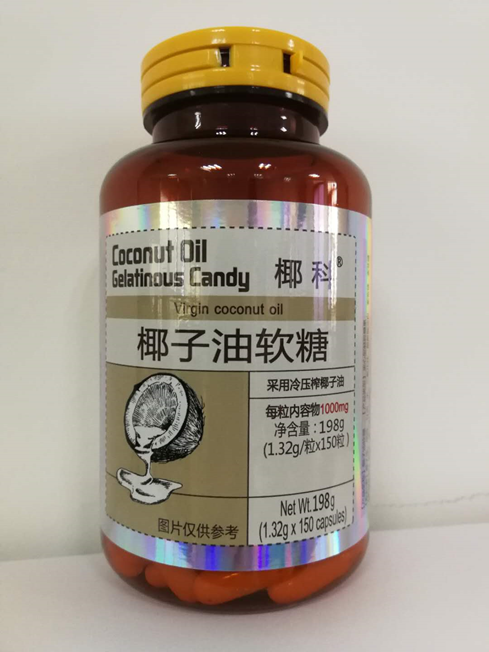 Coconut Oil
Gelatinous Candy
椰科®
Virgin coconut oil
椰子油软糖
采用冷压榨椰子油
每粒内容物1000mg
净含量：198g
(1.32g/粒x150粒)
图片仅供参考
Net Wt.198g
(1.32g x 150 capsules)